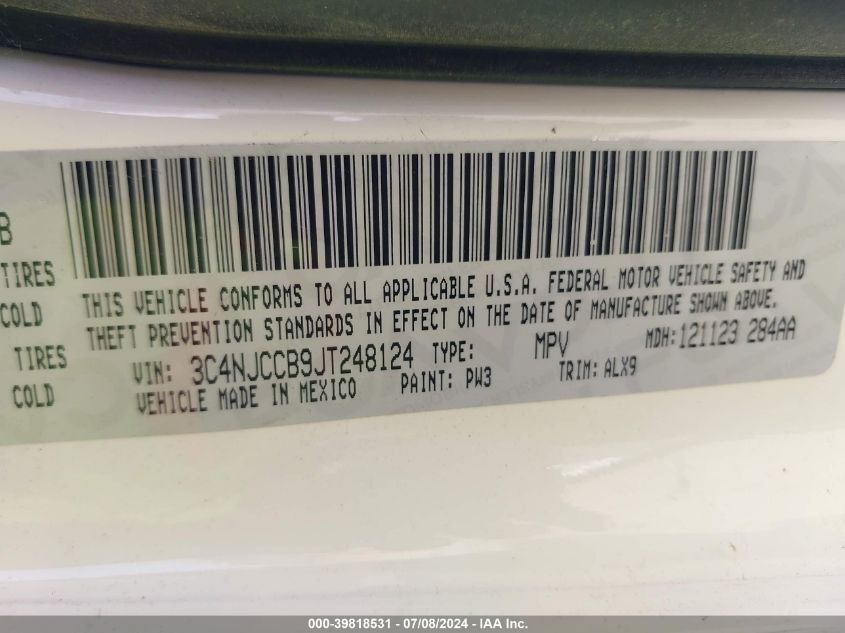 B
TIRES
COLD
TIRES
COLD
THIS VEHICLE CONFORMS TO ALL APPLICABLE U.S.A. FEDERAL MOTOR VEHICLE SAFETY AND
THEFT PREVENTION STANDARDS IN EFFECT ON THE DATE OF MANUFACTURE SHOWN ABOVE.
VIN: 3C4NJCCB9JT248124 TYPE: MPV MDH: 121123 284AA
VEHICLE MADE IN MEXICO PAINT: PW3 TRIM: ALX9
000-39818531 - 07/08/2024 - IAA Inc.